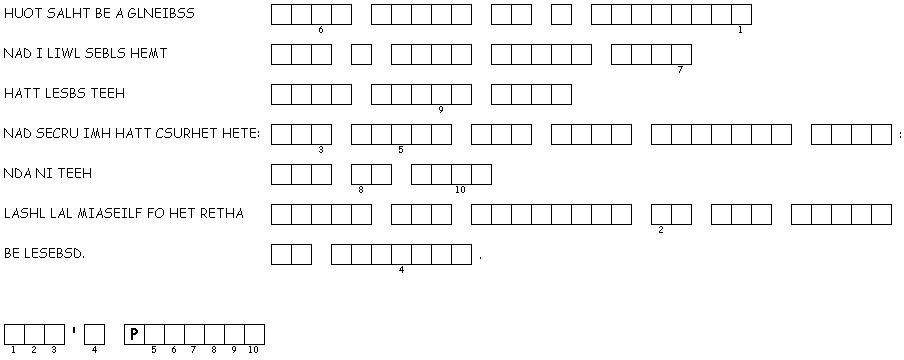 HUOT SALHT BE A GLNEIBSS
6 1
NAD I LIWL SEBLS HEMT
7
HATT LESBS TEEH
9
NAD SECRU IMH HATT CSURHET HETE: :
3 5
NDA NI TEEH
8 10
LASHL LAL MIASEILF FO HET RETHA
2
BE LESEBSD. .
4
' P
1 2 3 4 5 6 7 8 9 10